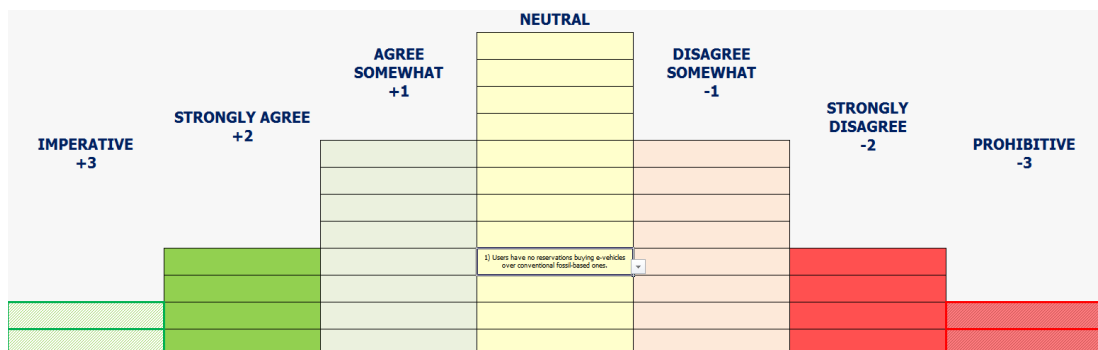 NEUTRAL
AGREE
SOMEWHAT
+1
DISAGREE
SOMEWHAT
-1
STRONGLY AGREE
+2
STRONGLY
DISAGREE
-2
IMPERATIVE
+3
PROHIBITIVE
-3
1) Users have no reservations buying e-vehicles
over conventional fossil-based ones.